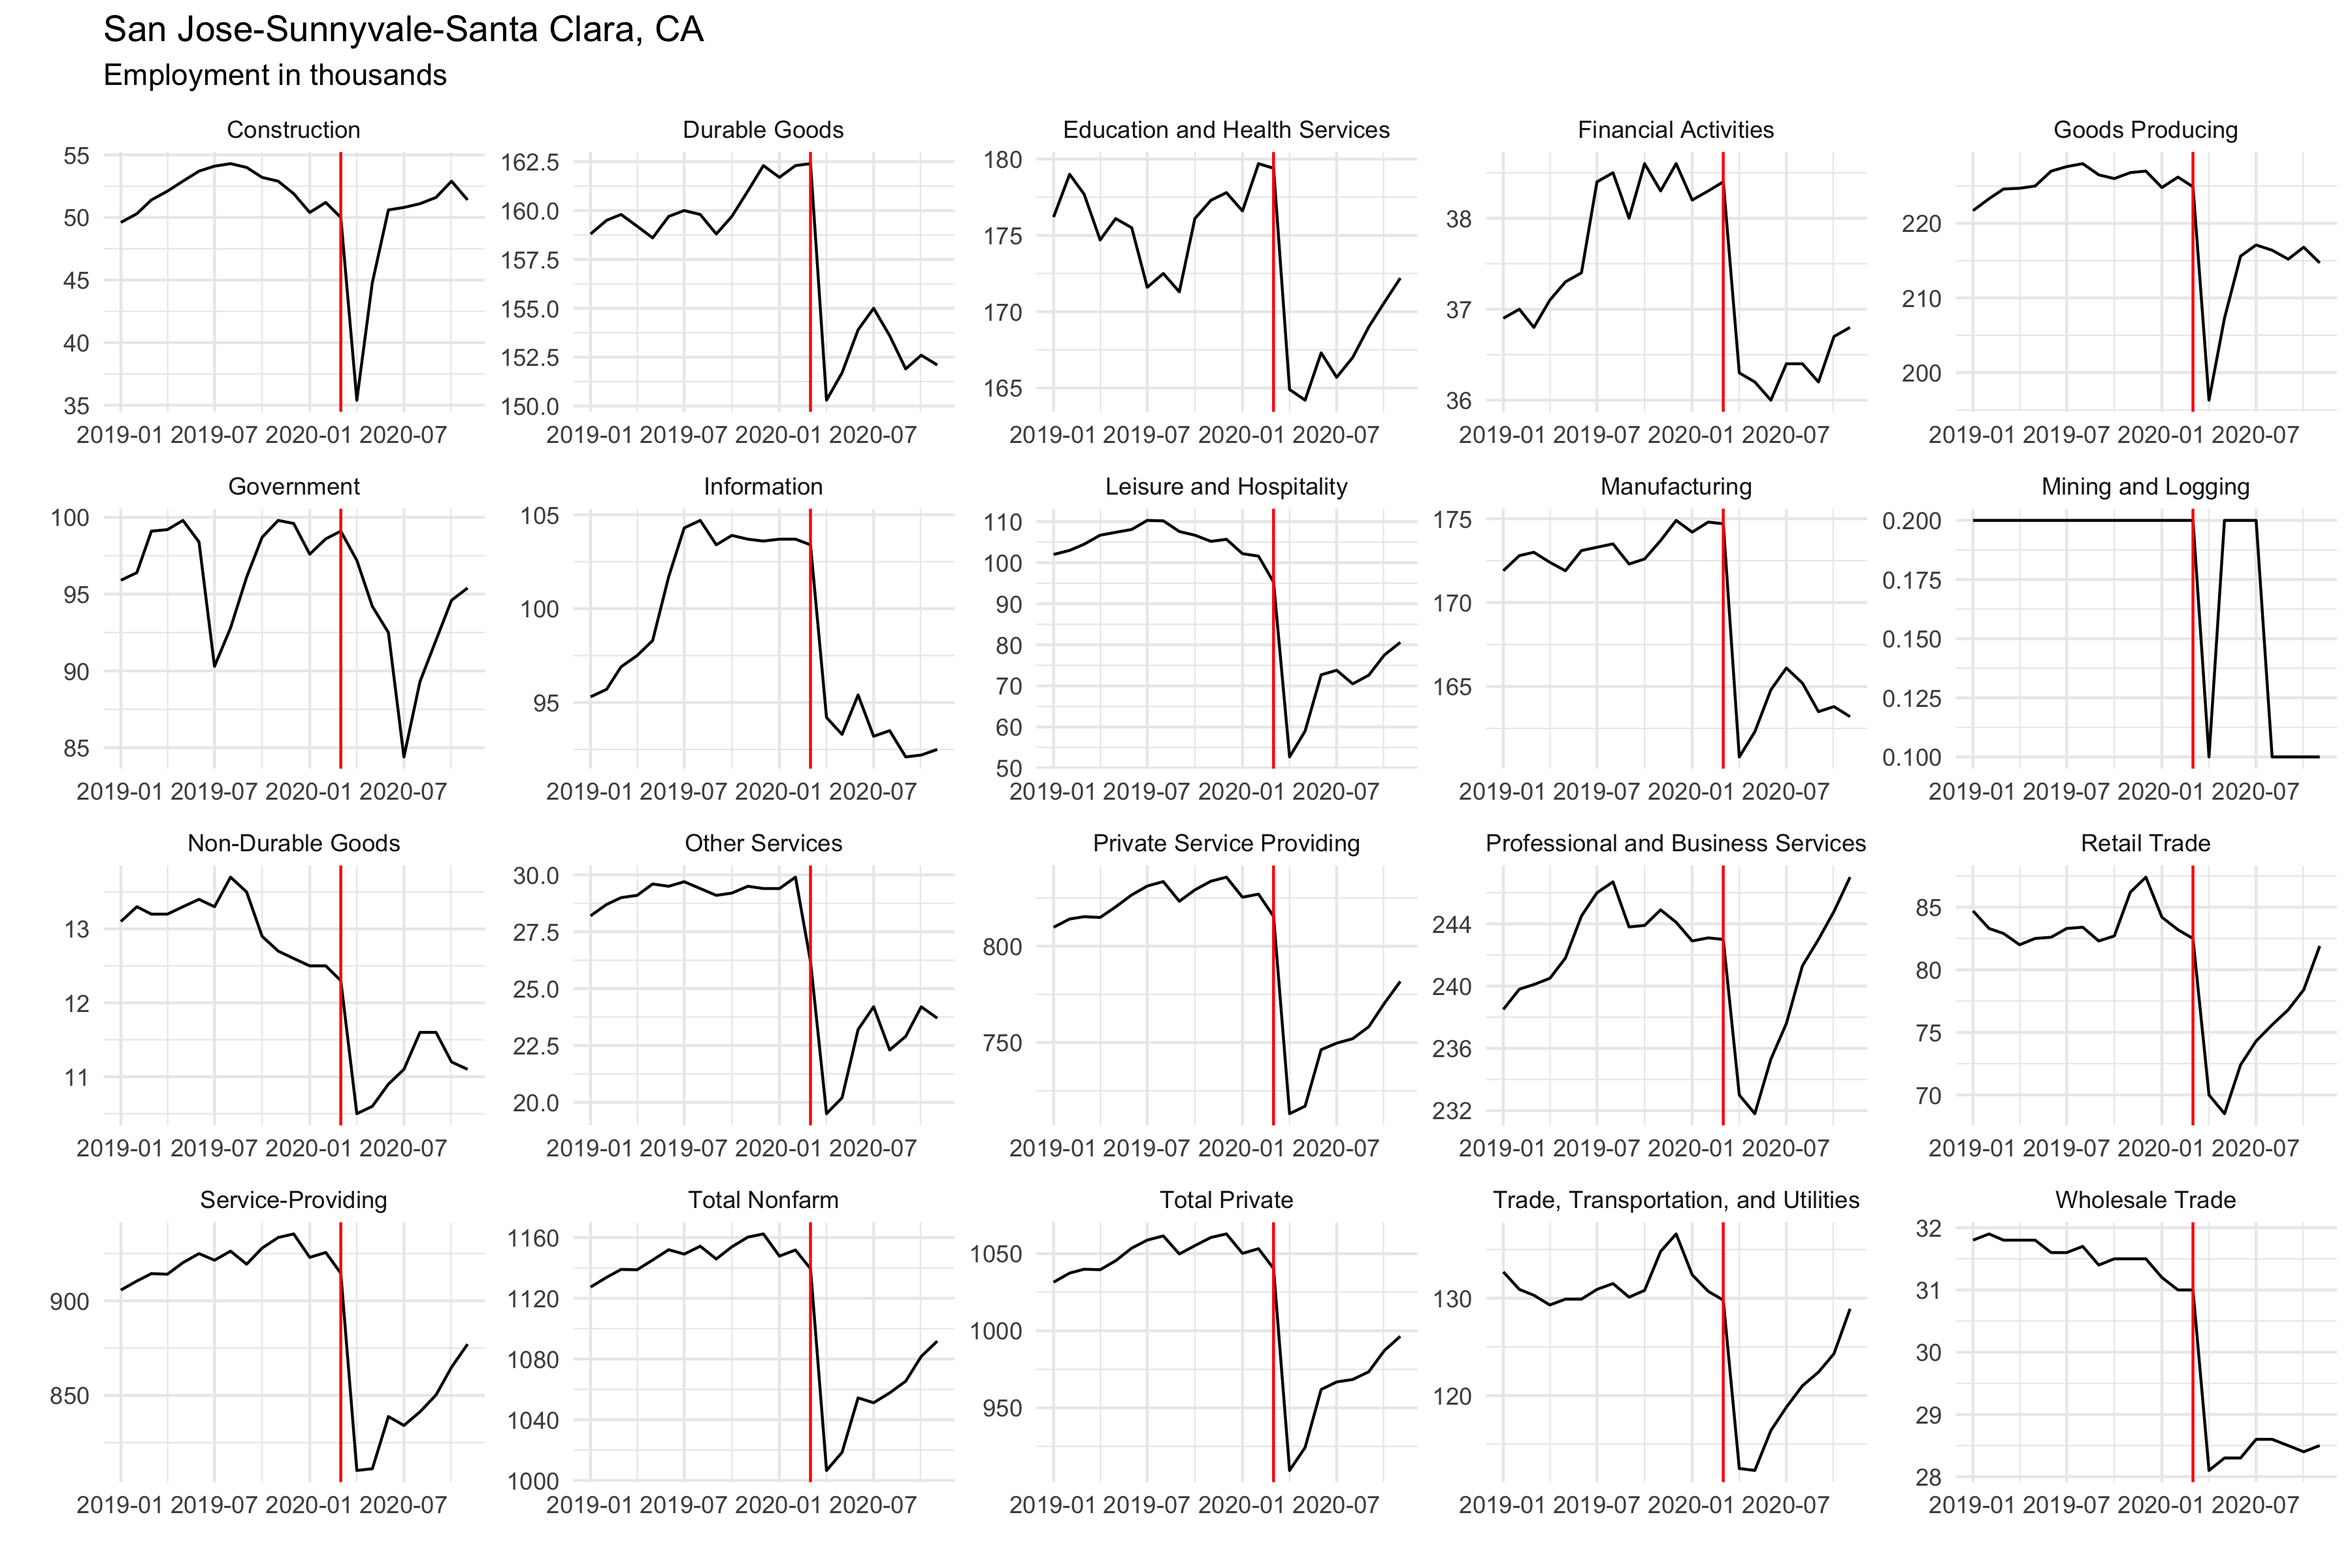 San Jose-Sunnyvale-Santa Clara, CA
Employment in thousands
Construction
55
50
45
40
35
2019-01 2019-07 2020-01 2020-07
Durable Goods
162.5
160.0
157.5
155.0
152.5
150.0
2019-01 2019-07 2020-01 2020-07
Education and Health Services
180
175
170
165
2019-01 2019-07 2020-01 2020-07
Financial Activities
38
37
36
2019-01 2019-07 2020-01 2020-07
Goods Producing
220
210
200
2019-01 2019-07 2020-01 2020-07
Government
100
95
90
85
2019-01 2019-07 2020-01 2020-07
Information
105
100
95
2019-01 2019-07 2020-01 2020-07
Leisure and Hospitality
110
100
90
80
70
60
50
2019-01 2019-07 2020-01 2020-07
Manufacturing
175
170
165
2019-01 2019-07 2020-01 2020-07
Mining and Logging
0.200
0.175
0.150
0.125
0.100
2019-01 2019-07 2020-01 2020-07
Non-Durable Goods
13
12
11
2019-01 2019-07 2020-01 2020-07
Other Services
30.0
27.5
25.0
22.5
20.0
2019-01 2019-07 2020-01 2020-07
Private Service Providing
800
750
2019-01 2019-07 2020-01 2020-07
Professional and Business Services
244
240
236
232
2019-01 2019-07 2020-01 2020-07
Retail Trade
85
80
75
70
2019-01 2019-07 2020-01 2020-07
Service-Providing
900
850
2019-01 2019-07 2020-01 2020-07
Total Nonfarm
1160
1120
1080
1040
1000
2019-01 2019-07 2020-01 2020-07
Total Private
1050
1000
950
2019-01 2019-07 2020-01 2020-07
Trade, Transportation, and Utilities
130
120
2019-01 2019-07 2020-01 2020-07
Wholesale Trade
32
31
30
29
28
2019-01 2019-07 2020-01 2020-07